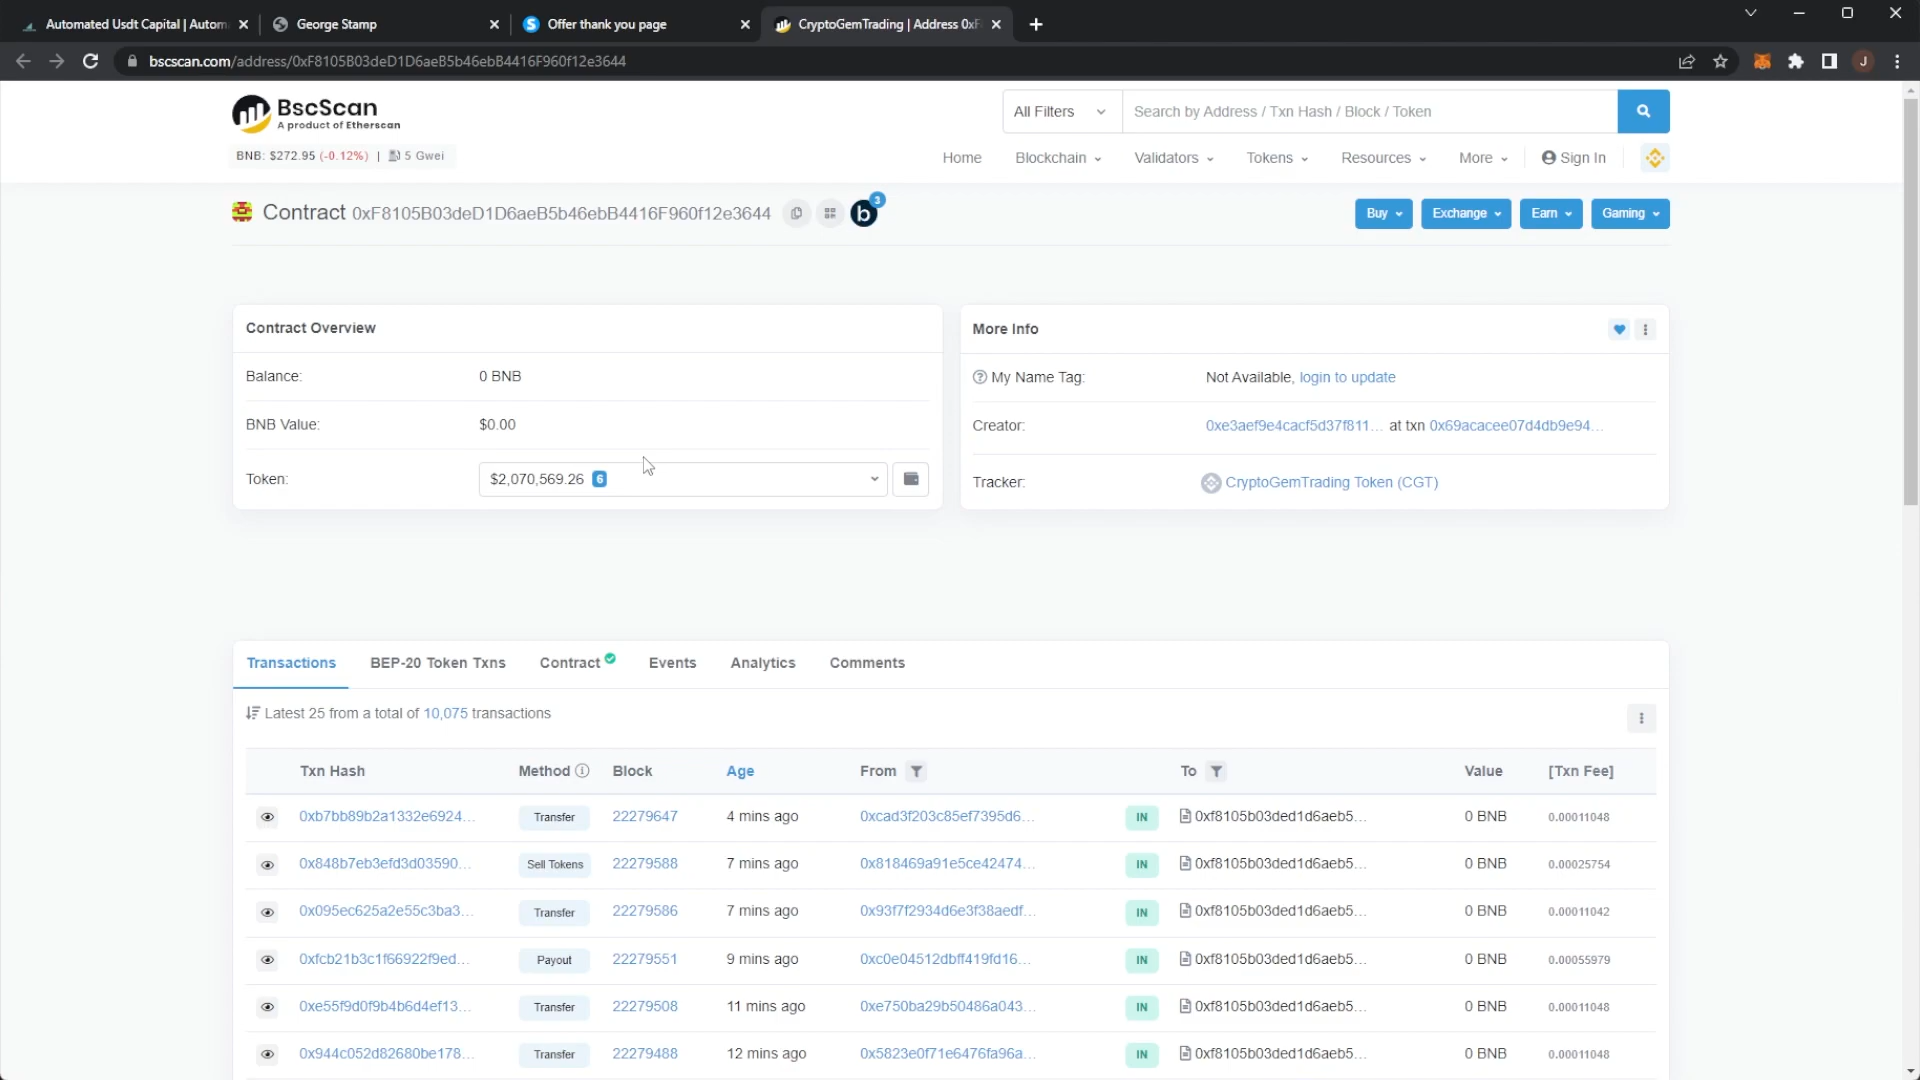 Automated Usdt Capital | Autom
George Stamp
Offer thank you page
CryptoGemTrading | Address 0xF
bscscan.com/address/0xF8105B03deD1D6aeB5b46ebB4416F960f12e3644
J
BscScan
A product of Etherscan
All Filters
Search by Address / Txn Hash / Block / Token
BNB: $272.95 (-0.12%) | 5 Gwei
Home Blockchain Validators Tokens Resources More Sign In
Contract 0xF8105B03deD1D6aeB5b46ebB4416F960f12e3644
b 3
Buy Exchange Earn Gaming
Contract Overview
Balance: 0 BNB
BNB Value: $0.00
Token: $2,070,569.26 6
More Info
My Name Tag: Not Available, login to update
Creator: 0xe3aef9e4cacf5d37f811... at txn 0x69acacee07d4db9e94...
Tracker: CryptoGemTrading Token (CGT)
Transactions BEP-20 Token Txns Contract Events Analytics Comments
Latest 25 from a total of 10,075 transactions
Txn Hash Method Block Age From To Value [Txn Fee]
0xb7bb89b2a1332e6924... Transfer 22279647 4 mins ago 0xcad3f203c85ef7395d6... IN 0xf8105b03ded1d6aeb5... 0 BNB 0.00011048
0x848b7eb3efd3d03590... Sell Tokens 22279588 7 mins ago 0x818469a91e5ce42474... IN 0xf8105b03ded1d6aeb5... 0 BNB 0.00025754
0x095ec625a2e55c3ba3... Transfer 22279586 7 mins ago 0x93f7f2934d6e3f38aedf... IN 0xf8105b03ded1d6aeb5... 0 BNB 0.00011042
0xfcb21b3c1f66922f9ed... Payout 22279551 9 mins ago 0xc0e04512dbff419fd16... IN 0xf8105b03ded1d6aeb5... 0 BNB 0.00055979
0xe55f9d0f9b4b6d4ef13... Transfer 22279508 11 mins ago 0xe750ba29b50486a043... IN 0xf8105b03ded1d6aeb5... 0 BNB 0.00011048
0x944c052d82680be178... Transfer 22279488 12 mins ago 0x5823e0f71e6476fa96a... IN 0xf8105b03ded1d6aeb5... 0 BNB 0.00011048